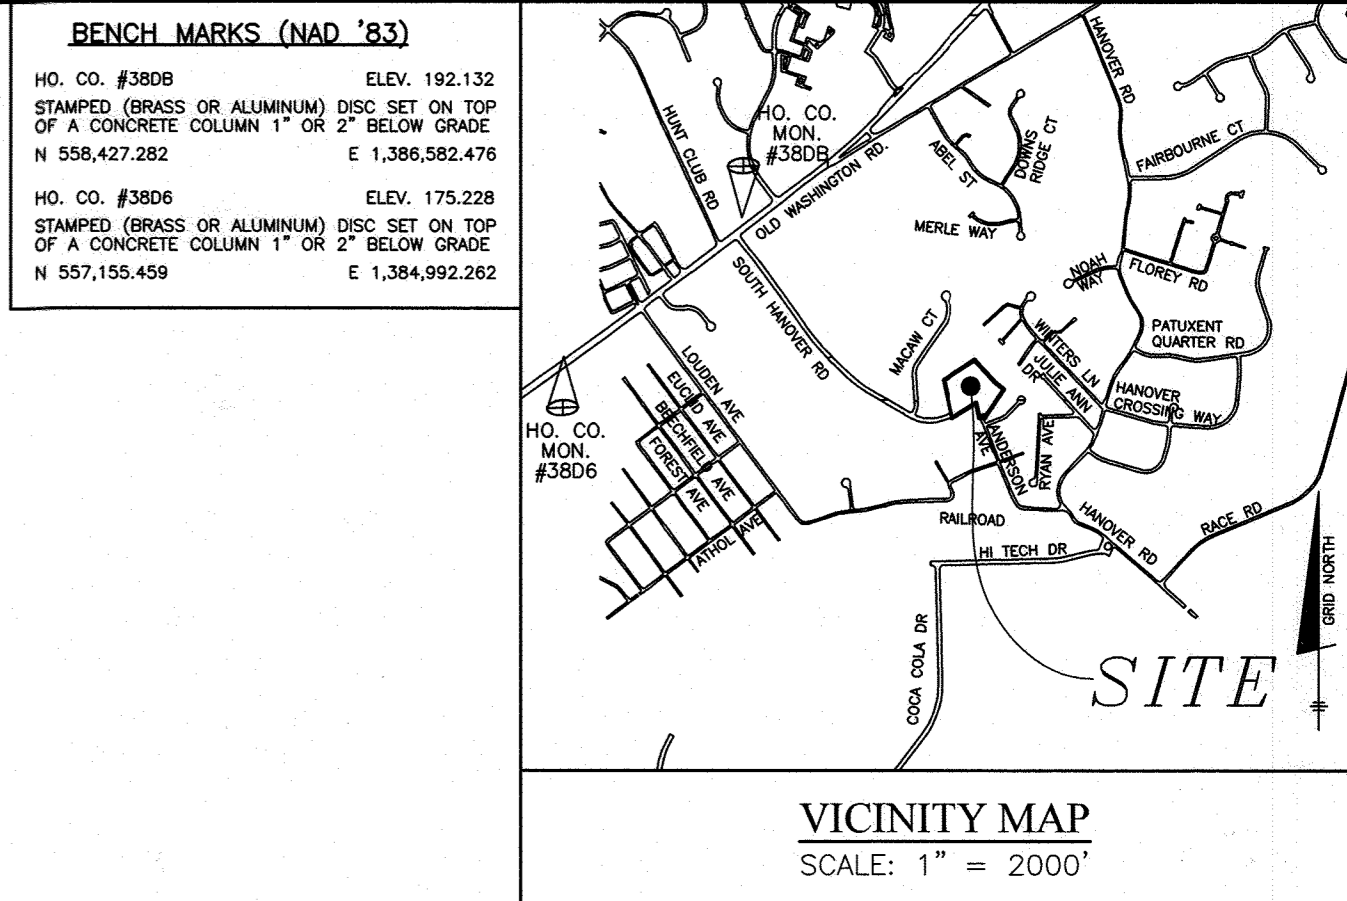 BENCH MARKS (NAD '83)
HO. CO. #38DB ELEV. 192.132
STAMPED (BRASS OR ALUMINUM) DISC SET ON TOP
OF A CONCRETE COLUMN 1" OR 2" BELOW GRADE
N 558,427.282 E 1,386,582.476
HO. CO. #38D6 ELEV. 175.228
STAMPED (BRASS OR ALUMINUM) DISC SET ON TOP
OF A CONCRETE COLUMN 1" OR 2" BELOW GRADE
N 557,155.459 E 1,384,992.262
HANOVER RD
HUNT CLUB RD
HO. CO.
MON.
#38DB
OLD WASHINGTON RD.
ABEL ST
DOWNS
RIDGE CT
FAIRBOURNE CT
MERLE WAY
NOAH
WAY
FLOREY RD
SOUTH HANOVER RD
MACAW CT
WINTERS LN
JULIE ANN
DR
PATUXENT
QUARTER RD
HANOVER
CROSSING WAY
LOUDEN AVE
EUCLID AVE
BEECHFIELD AVE
FOREST AVE
ATHOL AVE
HO. CO.
MON.
#38D6
ANDERSON
AVE
RYAN AVE
RAILROAD
HANOVER RD
RACE RD
HI TECH DR
COCA COLA DR
GRID NORTH
SITE
VICINITY MAP
SCALE: 1" = 2000'